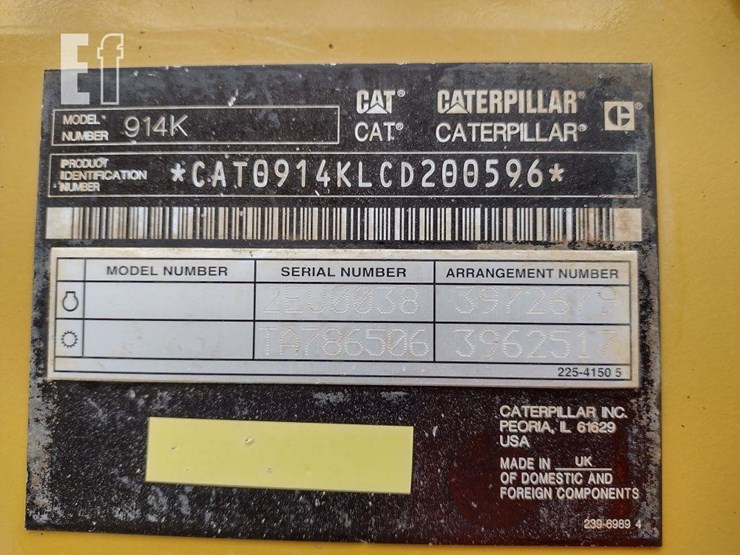 Ef
CAT® CATERPILLAR®
CAT® CATERPILLAR®
MODEL NUMBER 914K
PRODUCT IDENTIFICATION NUMBER *CAT0914KLCD200596*
MODEL NUMBER SERIAL NUMBER ARRANGEMENT NUMBER
3972679
TA786506 3962517
225-4150 5
CATERPILLAR INC.
PEORIA, IL 61629
USA
MADE IN UK
OF DOMESTIC AND
FOREIGN COMPONENTS
239-6989 4